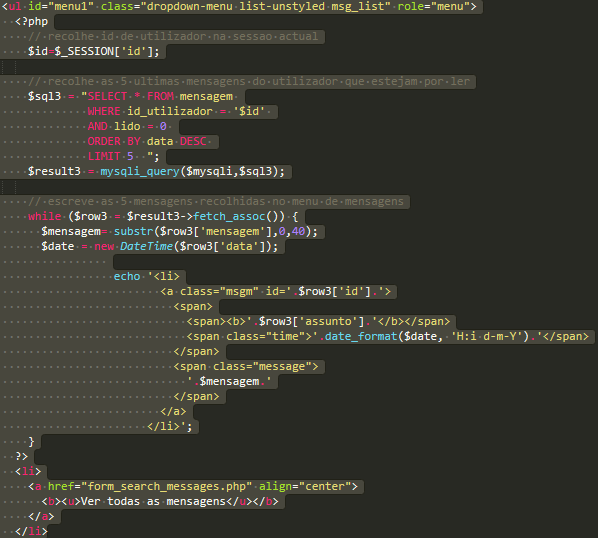 <ul id="menu1" class="dropdown-menu list-unstyled msg_list" role="menu">
<?php
// recolhe id de utilizador na sessao actual
$id=$_SESSION['id'];
// recolhe as 5 ultimas mensagens do utilizador que estejam por ler
$sql3 = "SELECT * FROM mensagem
WHERE id_utilizador = '$id'
AND lido = 0
ORDER BY data DESC
LIMIT 5 ";
$result3 = mysqli_query($mysqli,$sql3);
// escreve as 5 mensagens recolhidas no menu de mensagens
while ($row3 = $result3->fetch_assoc()) {
$mensagem= substr($row3['mensagem'],0,40);
$date = new DateTime($row3['data']);
echo '<li>
<a class="msgm" id='.$row3['id'].'>
<span>
<span><b>'.$row3['assunto'].'</b></span>
<span class="time">'.date_format($date, 'H:i d-m-Y').'</span>
</span>
<span class="message">
'.$mensagem.'
</span>
</a>
</li>';
}
?>
<li>
<a href="form_search_messages.php" align="center">
<b><u>Ver todas as mensagens</u></b>
</a>
</li>